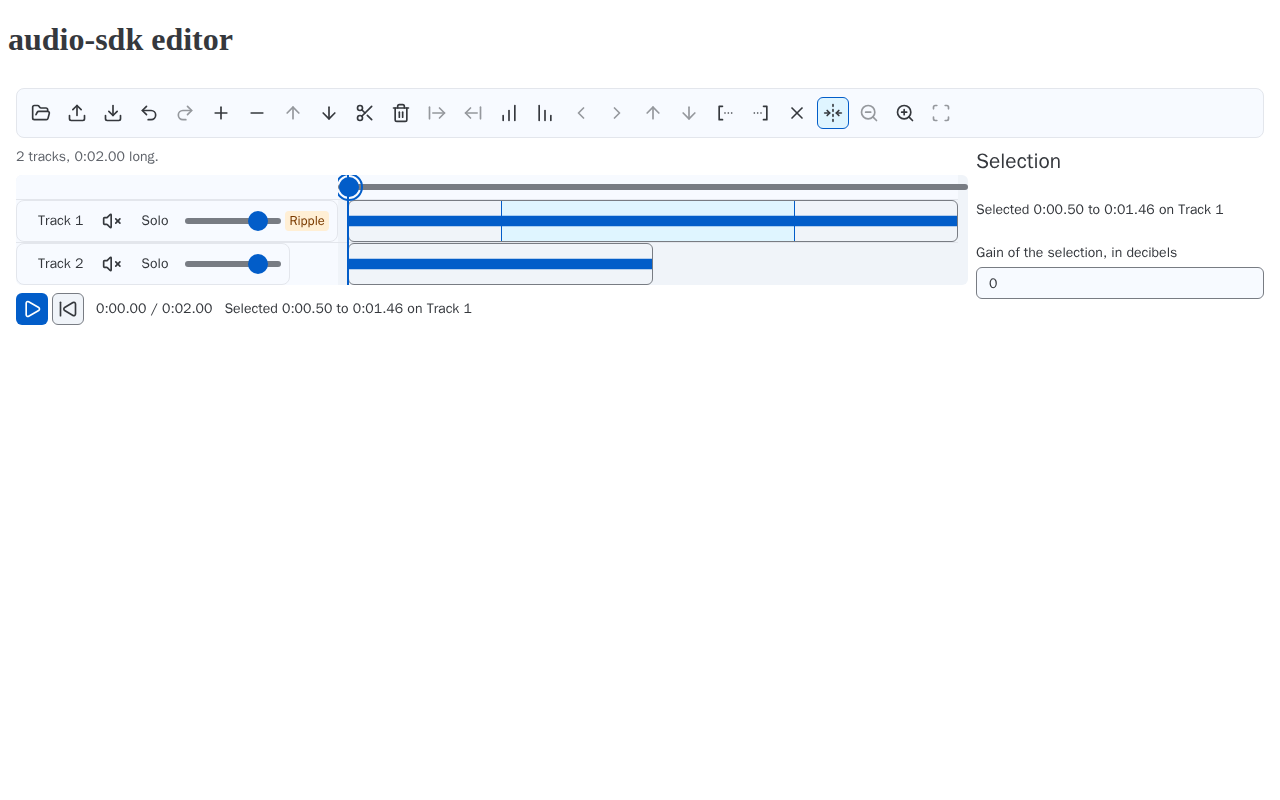 audio-sdk editor
2 tracks, 0:02.00 long.
Selection
Selected 0:00.50 to 0:01.46 on Track 1
Gain of the selection, in decibels
0
Track 1 Solo Ripple
Track 2 Solo
0:00.00 / 0:02.00 Selected 0:00.50 to 0:01.46 on Track 1